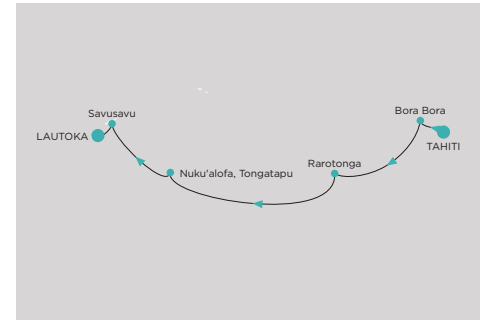 Bora Bora
Savusavu
LAUTOKA
TAHITI
Rarotonga
Nuku'alofa, Tongatapu